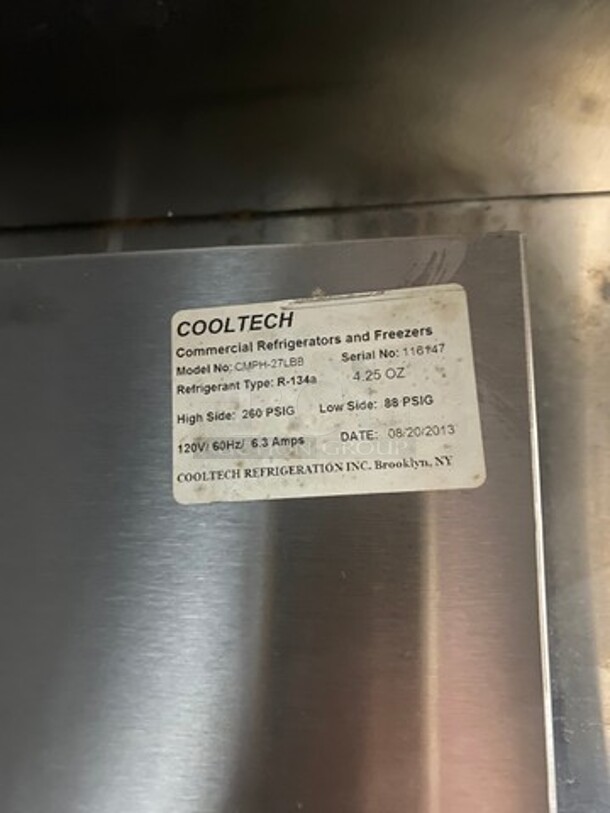 COOLTECH
Commercial Refrigerators and Freezers
Model No: CMPH-27LBB Serial No: 116147
Refrigerant Type: R-134a 4.25 OZ
High Side: 260 PSIG Low Side: 88 PSIG
120V/ 60Hz/ 6.3 Amps DATE: 08/20/2013
COOLTECH REFRIGERATION INC. Brooklyn, NY